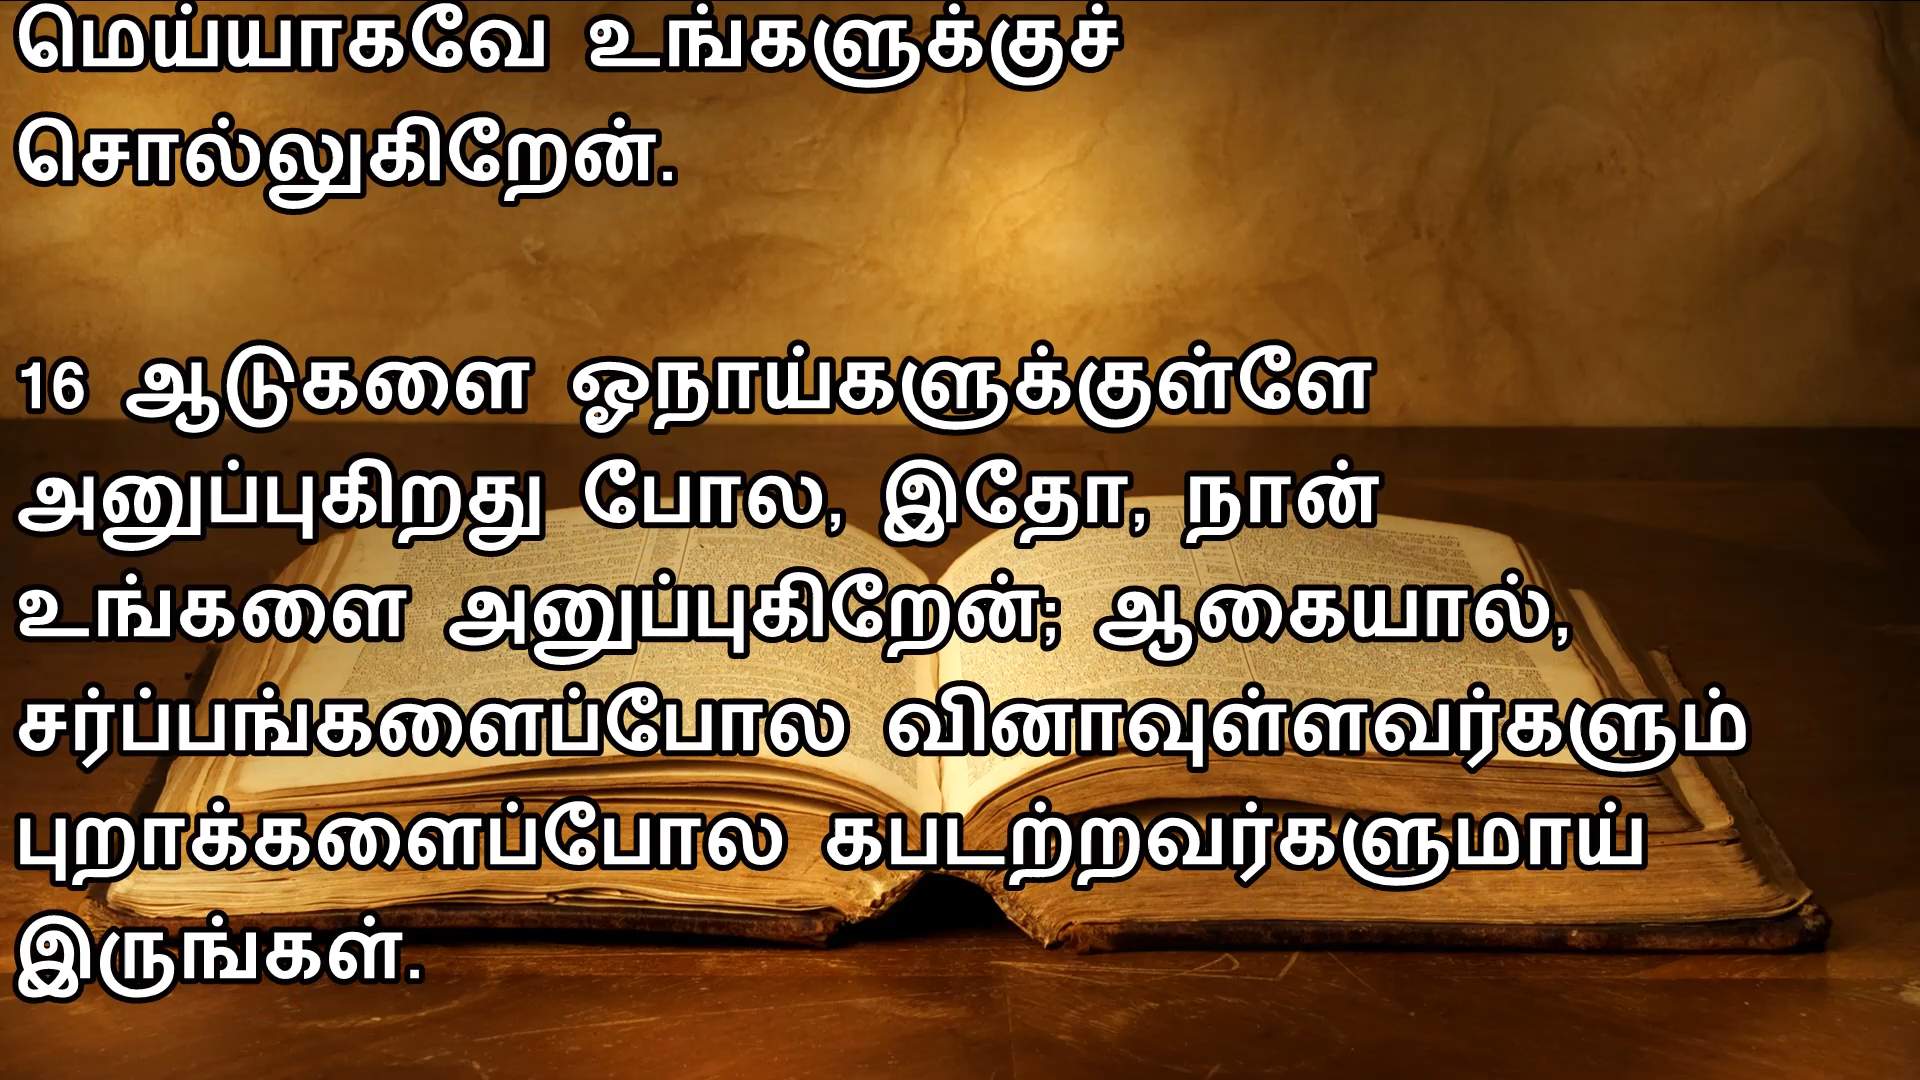 மெய்யாகவே உங்களுக்குச்
சொல்லுகிறேன்.
16 ஆடுகளை ஓநாய்களுக்குள்ளே
அனுப்புகிறது போல, இதோ, நான்
உங்களை அனுப்புகிறேன்; ஆகையால்,
சர்ப்பங்களைப்போல வினாவுள்ளவர்களும்
புறாக்களைப்போல கபடற்றவர்களுமாய்
இருங்கள்.